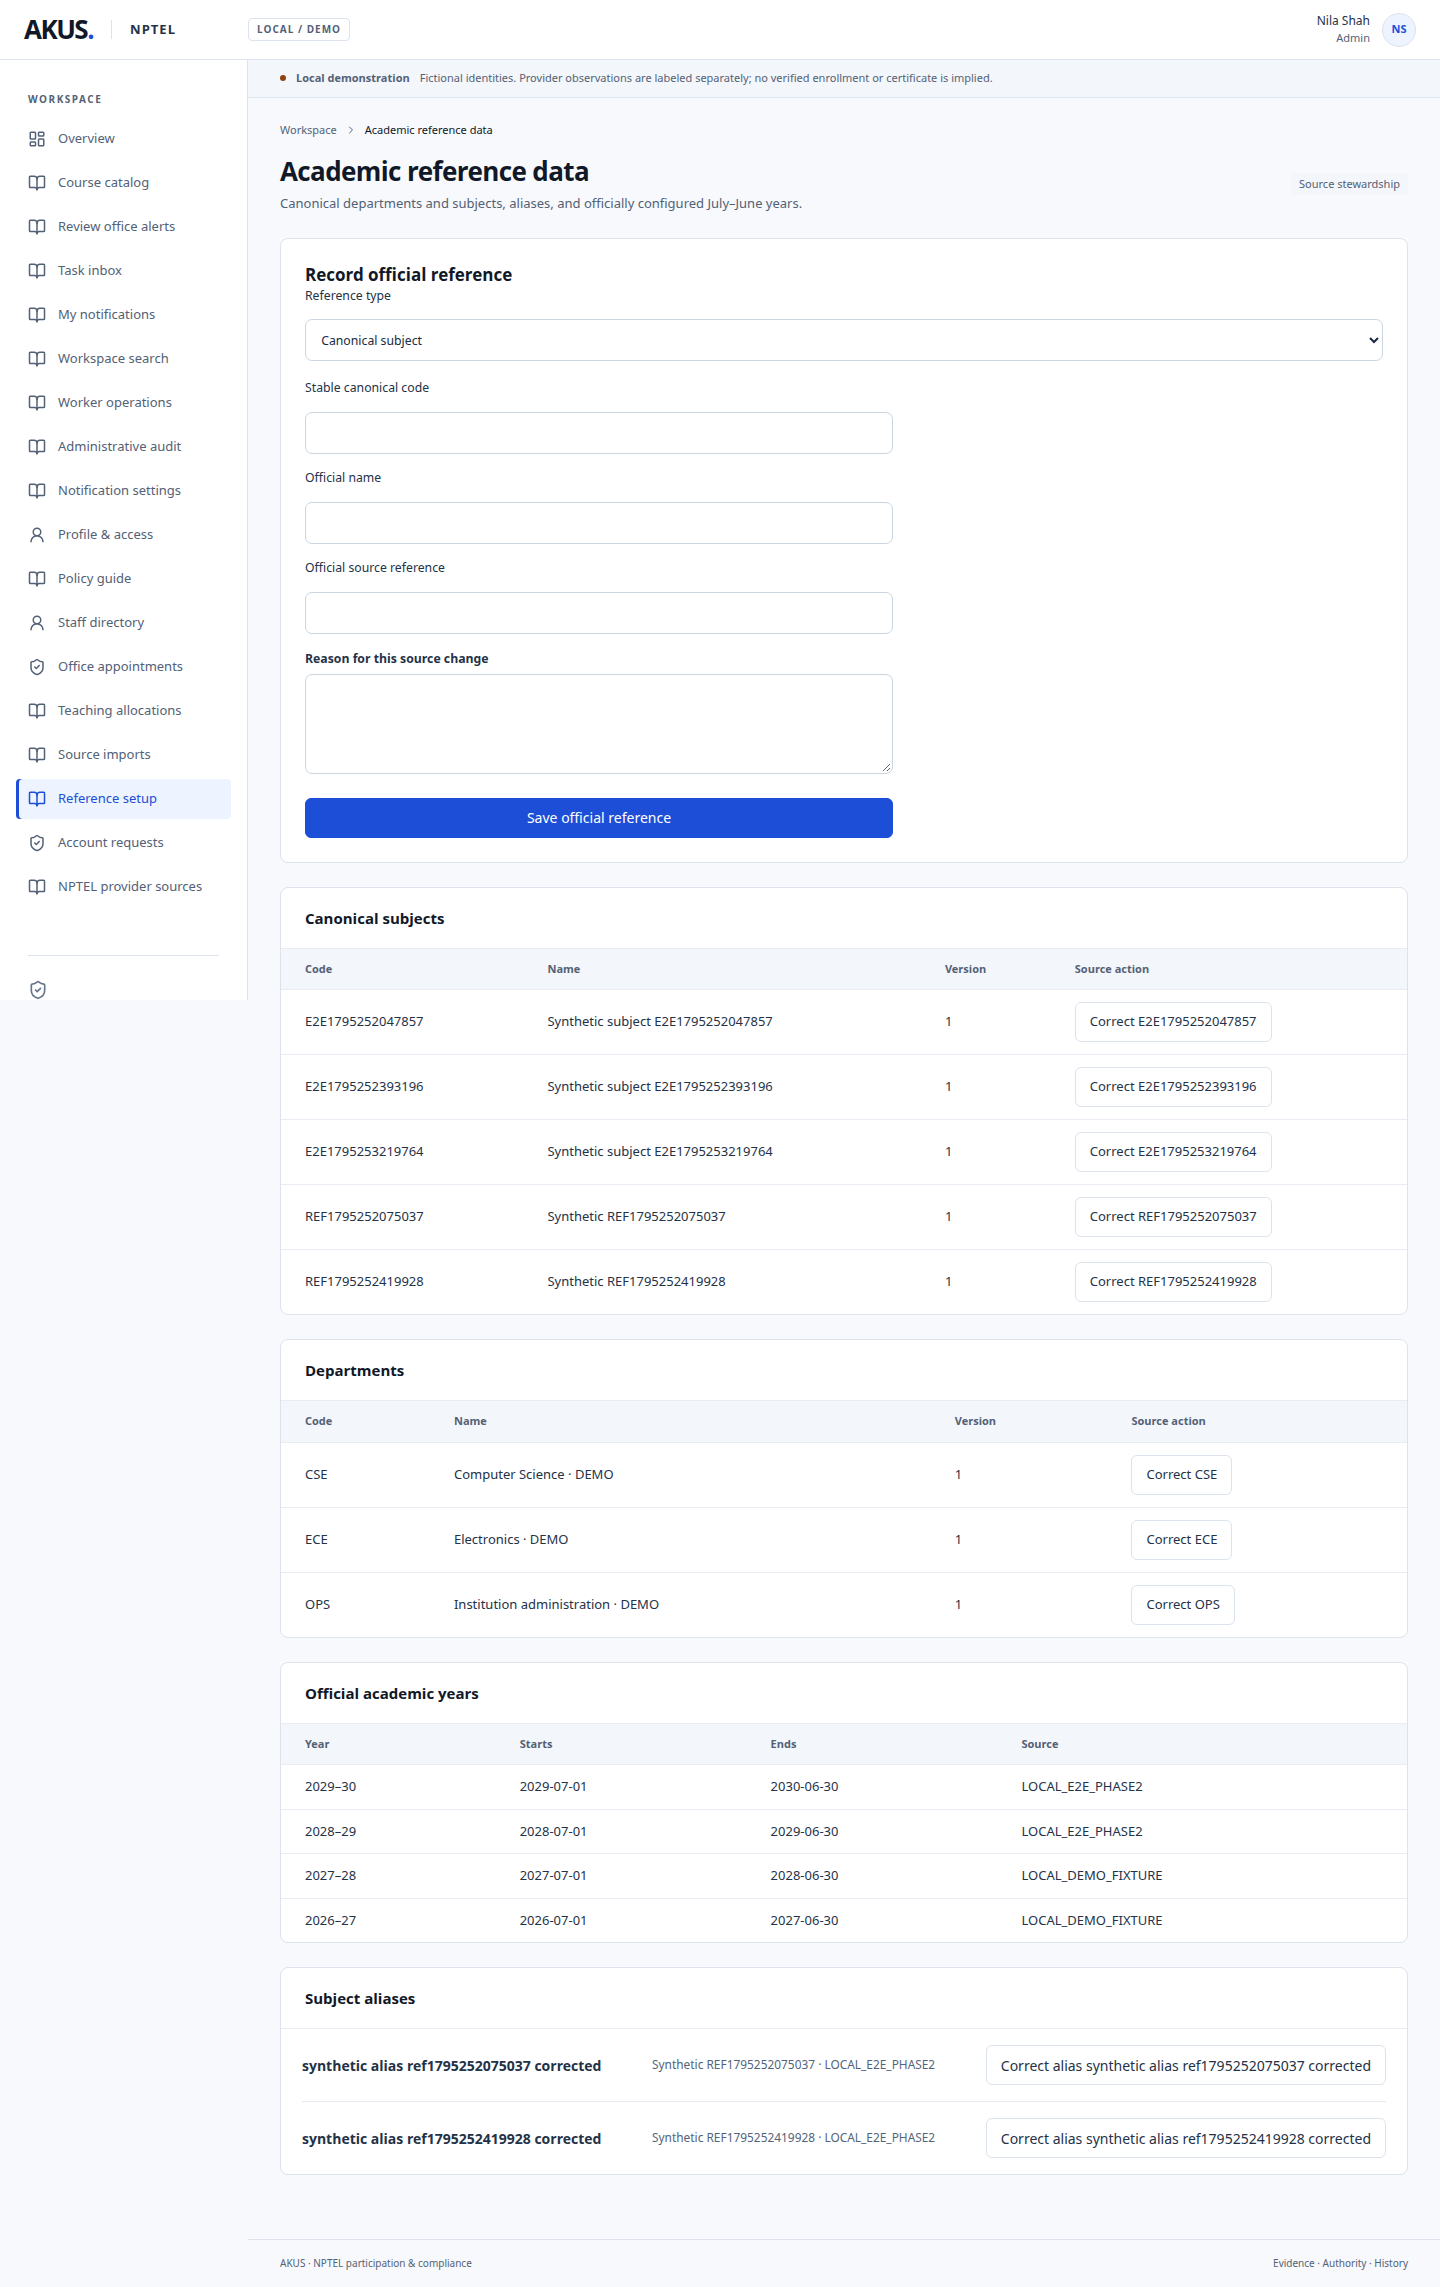 AKUS.
NPTEL
LOCAL / DEMO
Nila Shah
Admin
NS
Local demonstration Fictional identities. Provider observations are labeled separately; no verified enrollment or certificate is implied.
WORKSPACE
Overview
Course catalog
Review office alerts
Task inbox
My notifications
Workspace search
Worker operations
Administrative audit
Notification settings
Profile & access
Policy guide
Staff directory
Office appointments
Teaching allocations
Source imports
Reference setup
Account requests
NPTEL provider sources
Workspace > Academic reference data
Academic reference data
Canonical departments and subjects, aliases, and officially configured July–June years.
Source stewardship
Record official reference
Reference type
Canonical subject
Stable canonical code
Official name
Official source reference
Reason for this source change
Save official reference
Canonical subjects
Code Name Version Source action
E2E1795252047857 Synthetic subject E2E1795252047857 1 Correct E2E1795252047857
E2E1795252393196 Synthetic subject E2E1795252393196 1 Correct E2E1795252393196
E2E1795253219764 Synthetic subject E2E1795253219764 1 Correct E2E1795253219764
REF1795252075037 Synthetic REF1795252075037 1 Correct REF1795252075037
REF1795252419928 Synthetic REF1795252419928 1 Correct REF1795252419928
Departments
Code Name Version Source action
CSE Computer Science · DEMO 1 Correct CSE
ECE Electronics · DEMO 1 Correct ECE
OPS Institution administration · DEMO 1 Correct OPS
Official academic years
Year Starts Ends Source
2029–30 2029-07-01 2030-06-30 LOCAL_E2E_PHASE2
2028–29 2028-07-01 2029-06-30 LOCAL_E2E_PHASE2
2027–28 2027-07-01 2028-06-30 LOCAL_DEMO_FIXTURE
2026–27 2026-07-01 2027-06-30 LOCAL_DEMO_FIXTURE
Subject aliases
synthetic alias ref1795252075037 corrected Synthetic REF1795252075037 · LOCAL_E2E_PHASE2 Correct alias synthetic alias ref1795252075037 corrected
synthetic alias ref1795252419928 corrected Synthetic REF1795252419928 · LOCAL_E2E_PHASE2 Correct alias synthetic alias ref1795252419928 corrected
AKUS · NPTEL participation & compliance
Evidence · Authority · History